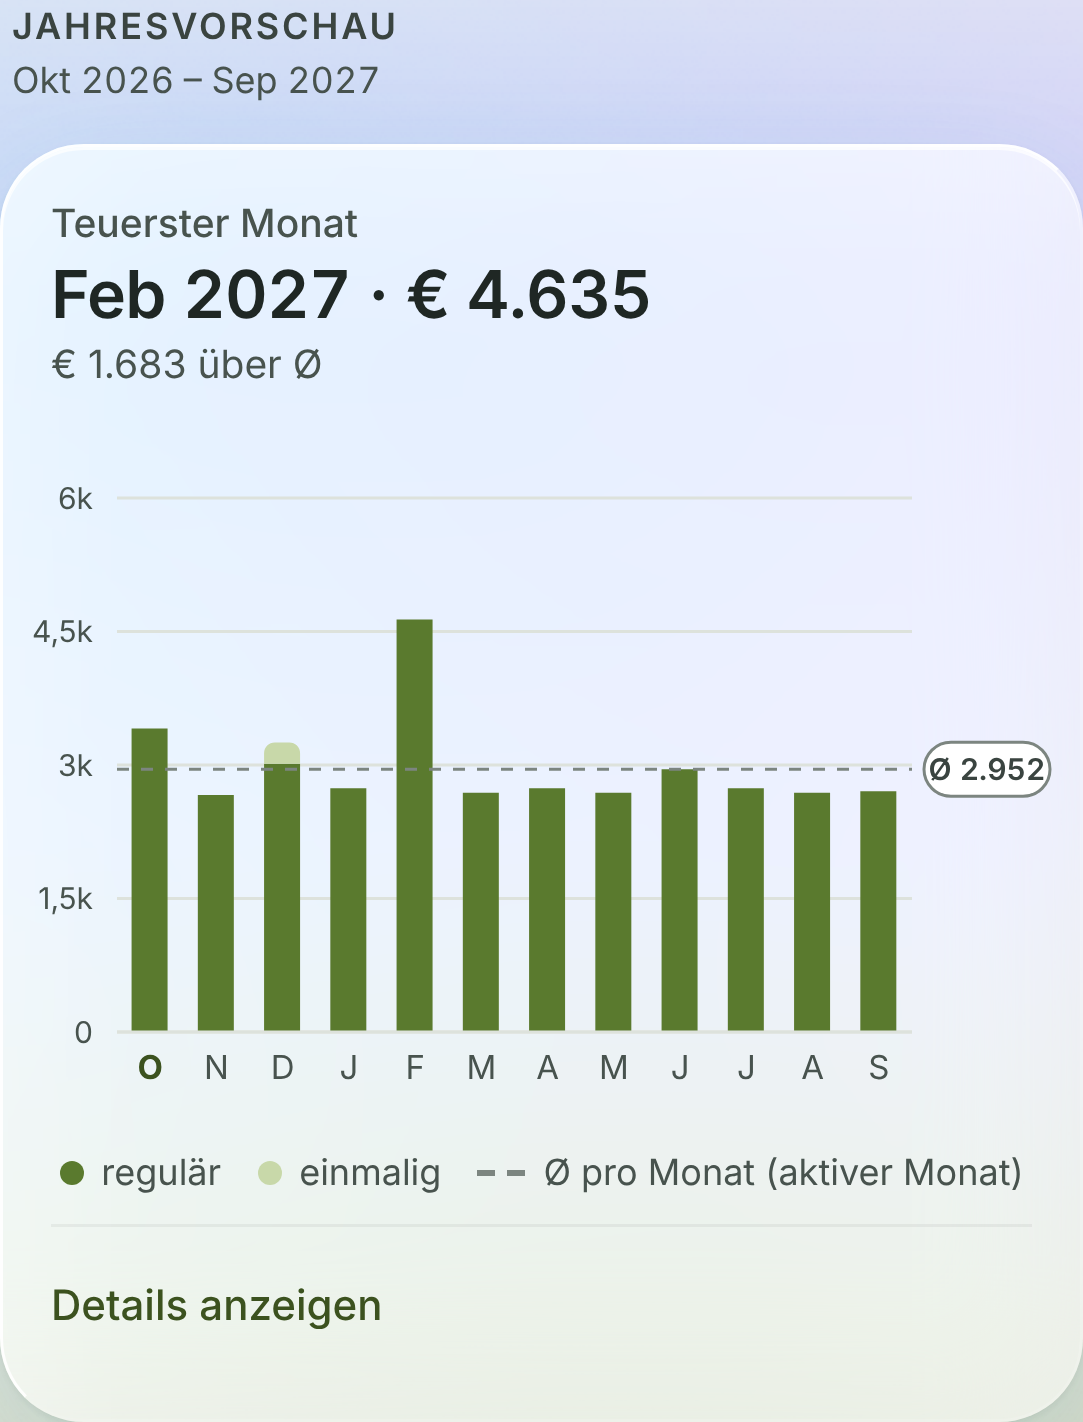 JAHRESVORSCHAU
Okt 2026 – Sep 2027
Teuerster Monat
Feb 2027 · € 4.635
€ 1.683 über Ø
6k
4,5k
3k
Ø 2.952
1,5k
0
O N D J F M A M J J A S
regulär einmalig Ø pro Monat (aktiver Monat)
Details anzeigen